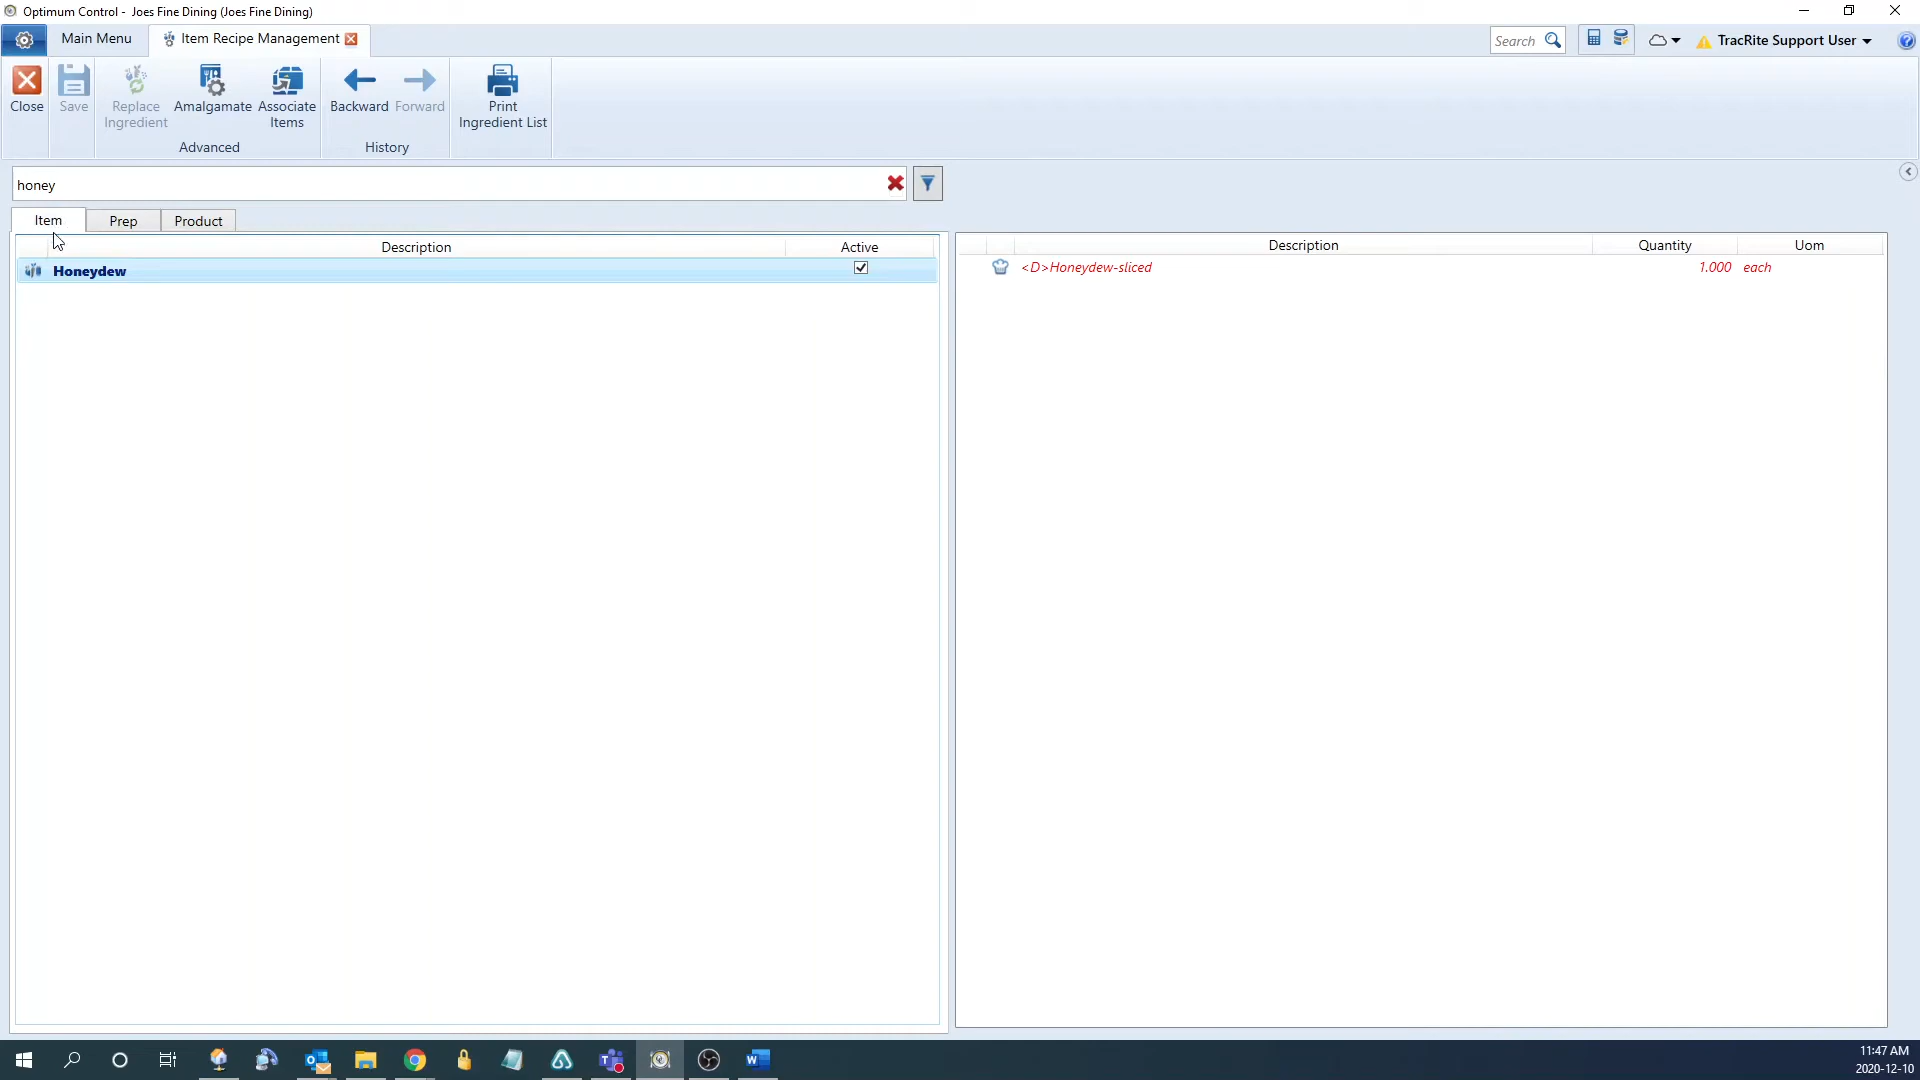 Optimum Control - Joes Fine Dining (Joes Fine Dining)
Main Menu
Item Recipe Management
Search
TracRite Support User
Close
Save
Replace Ingredient
Amalgamate
Associate Items
Backward
Forward
Print Ingredient List
Advanced
History
honey
Item
Prep
Product
Description
Active
Honeydew
Description
Quantity
Uom
<D>Honeydew-sliced
1.000
each
11:47 AM
2020-12-10